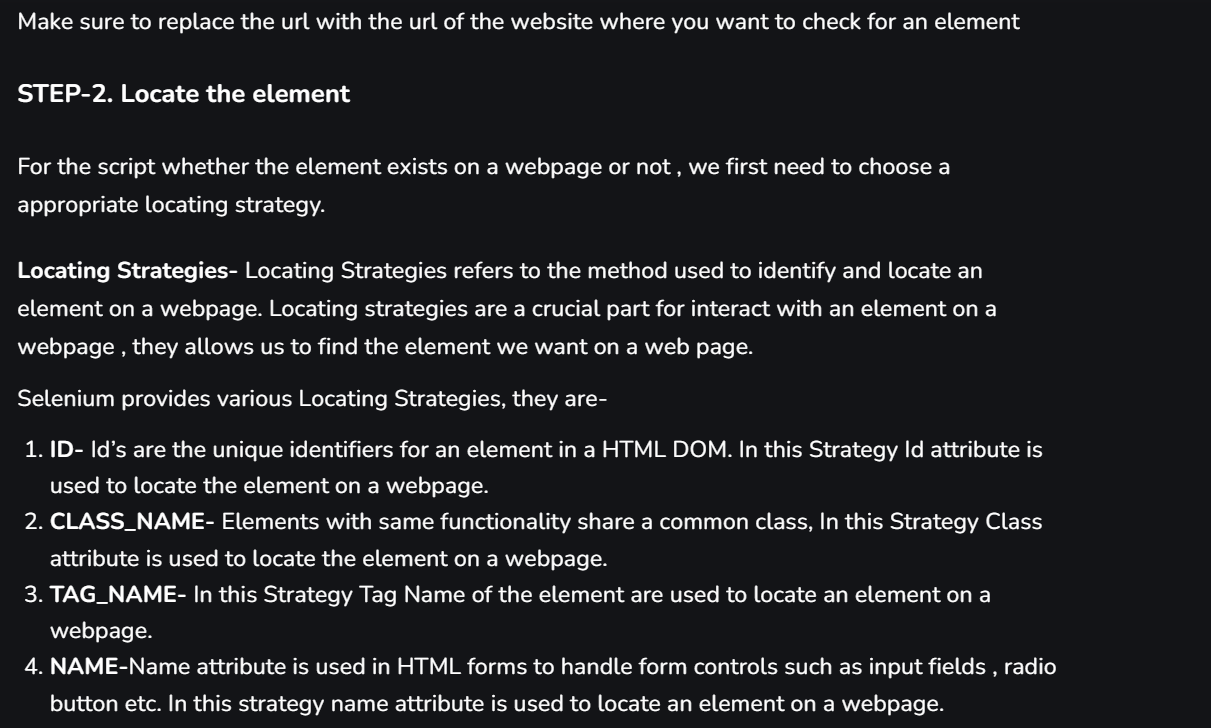 Make sure to replace the url with the url of the website where you want to check for an element
STEP-2. Locate the element
For the script whether the element exists on a webpage or not , we first need to choose a
appropriate locating strategy.
Locating Strategies- Locating Strategies refers to the method used to identify and locate an
element on a webpage. Locating strategies are a crucial part for interact with an element on a
webpage , they allows us to find the element we want on a web page.
Selenium provides various Locating Strategies, they are-
1. ID- Id’s are the unique identifiers for an element in a HTML DOM. In this Strategy Id attribute is
used to locate the element on a webpage.
2. CLASS_NAME- Elements with same functionality share a common class, In this Strategy Class
attribute is used to locate the element on a webpage.
3. TAG_NAME- In this Strategy Tag Name of the element are used to locate an element on a
webpage.
4. NAME-Name attribute is used in HTML forms to handle form controls such as input fields , radio
button etc. In this strategy name attribute is used to locate an element on a webpage.